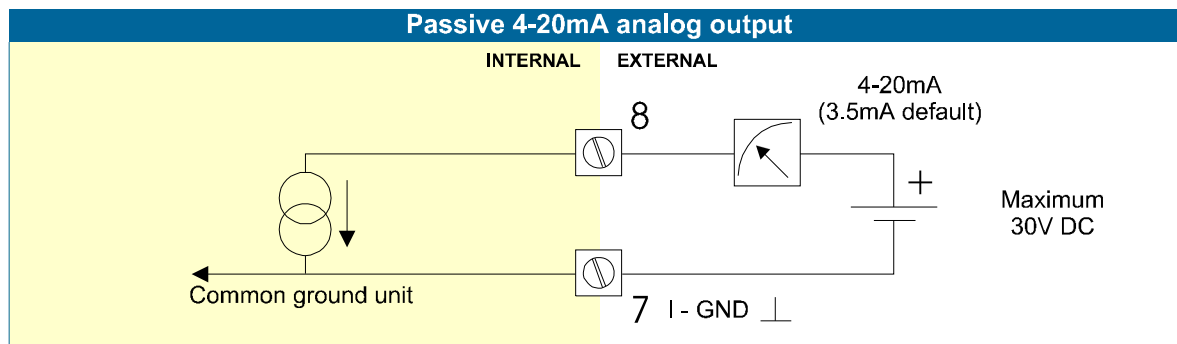 Passive 4-20mA analog output
INTERNAL
EXTERNAL
4-20mA
(3.5mA default)
8
+
Maximum
30V DC
Common ground unit
7 I - GND